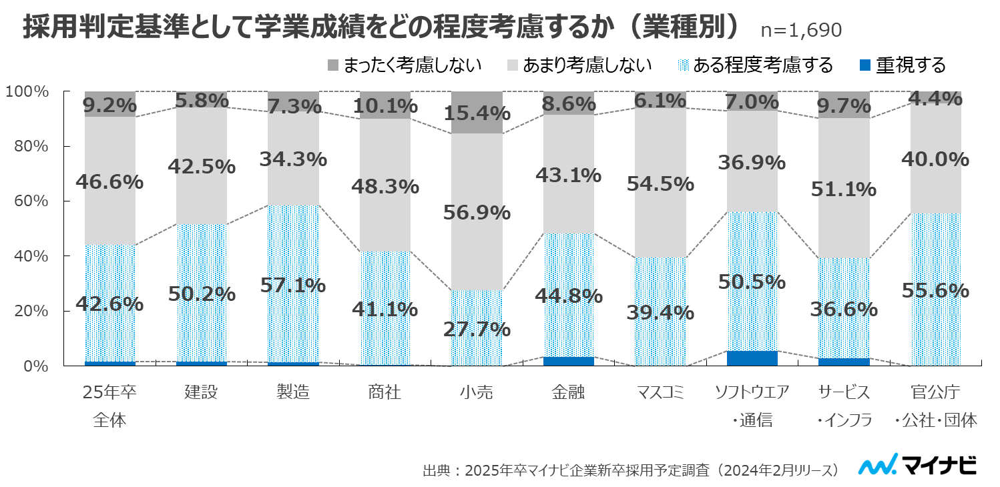 採用判定基準として学業成績をどの程度考慮するか（業種別） n=1,690
まったく考慮しない あまり考慮しない ある程度考慮する 重視する
100%
80%
60%
40%
20%
0%
9.2% 5.8% 7.3% 10.1% 15.4% 8.6% 6.1% 7.0% 9.7% 4.4%
46.6% 42.5% 34.3% 48.3% 56.9% 43.1% 54.5% 36.9% 51.1% 40.0%
42.6% 50.2% 57.1% 41.1% 27.7% 44.8% 39.4% 50.5% 36.6% 55.6%
25年卒 建設 製造 商社 小売 金融 マスコミ ソフトウエア サービス 官公庁
全体 ・通信 ・インフラ ・公社・団体
出典：2025年卒マイナビ企業新卒採用予定調査（2024年2月リリース）
マイナビ